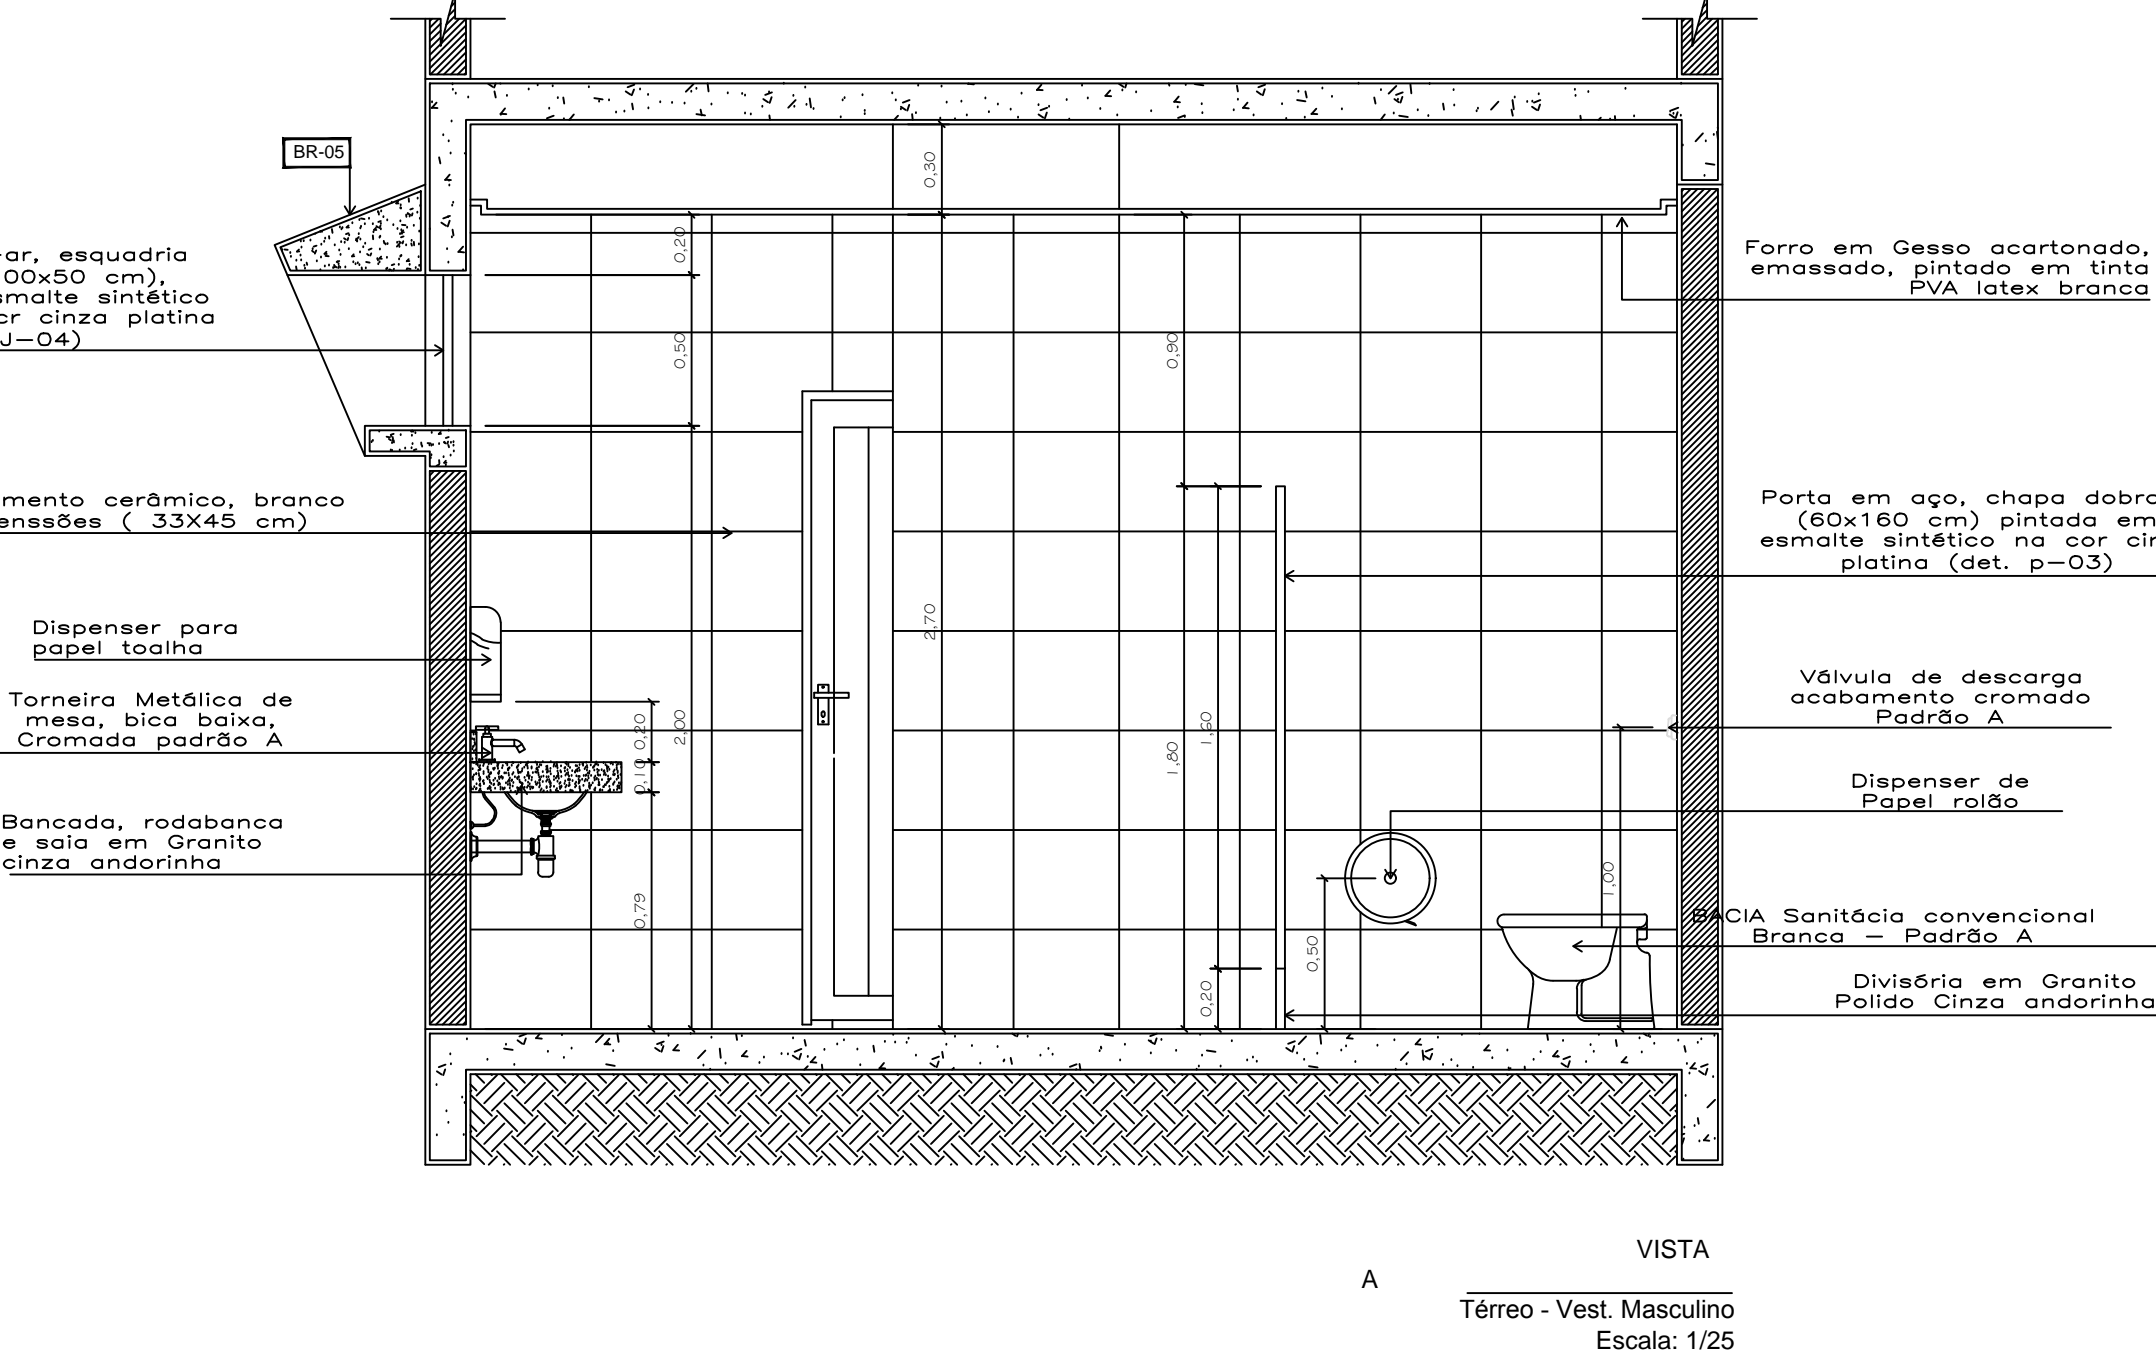 BR-05
ar, esquadria
00x50 cm),
smalte sintético
cr cinza platina
J-04)
mento cerâmico, branco
enssões ( 33X45 cm)
Dispenser para
papel toalha
Torneira Metálica de
mesa, bica baixa,
Cromada padrão A
Bancada, rodabanca
e saia em Granito
cinza andorinha
0,30
0,20
0,50
0,90
2,70
0,20
2,00
0,10
0,79
1,80
1,60
0,20
0,50
1,00
Forro em Gesso acartonado,
emassado, pintado em tinta
PVA latex branca
Porta em aço, chapa dobra
(60x160 cm) pintada em
esmalte sintético na cor cin
platina (det. p-03)
Válvula de descarga
acabamento cromado
Padrão A
Dispenser de
Papel rolão
BACIA Sanitácia convencional
Branca - Padrão A
Divisória em Granito
Polido Cinza andorinha
VISTA
A
Térreo - Vest. Masculino
Escala: 1/25